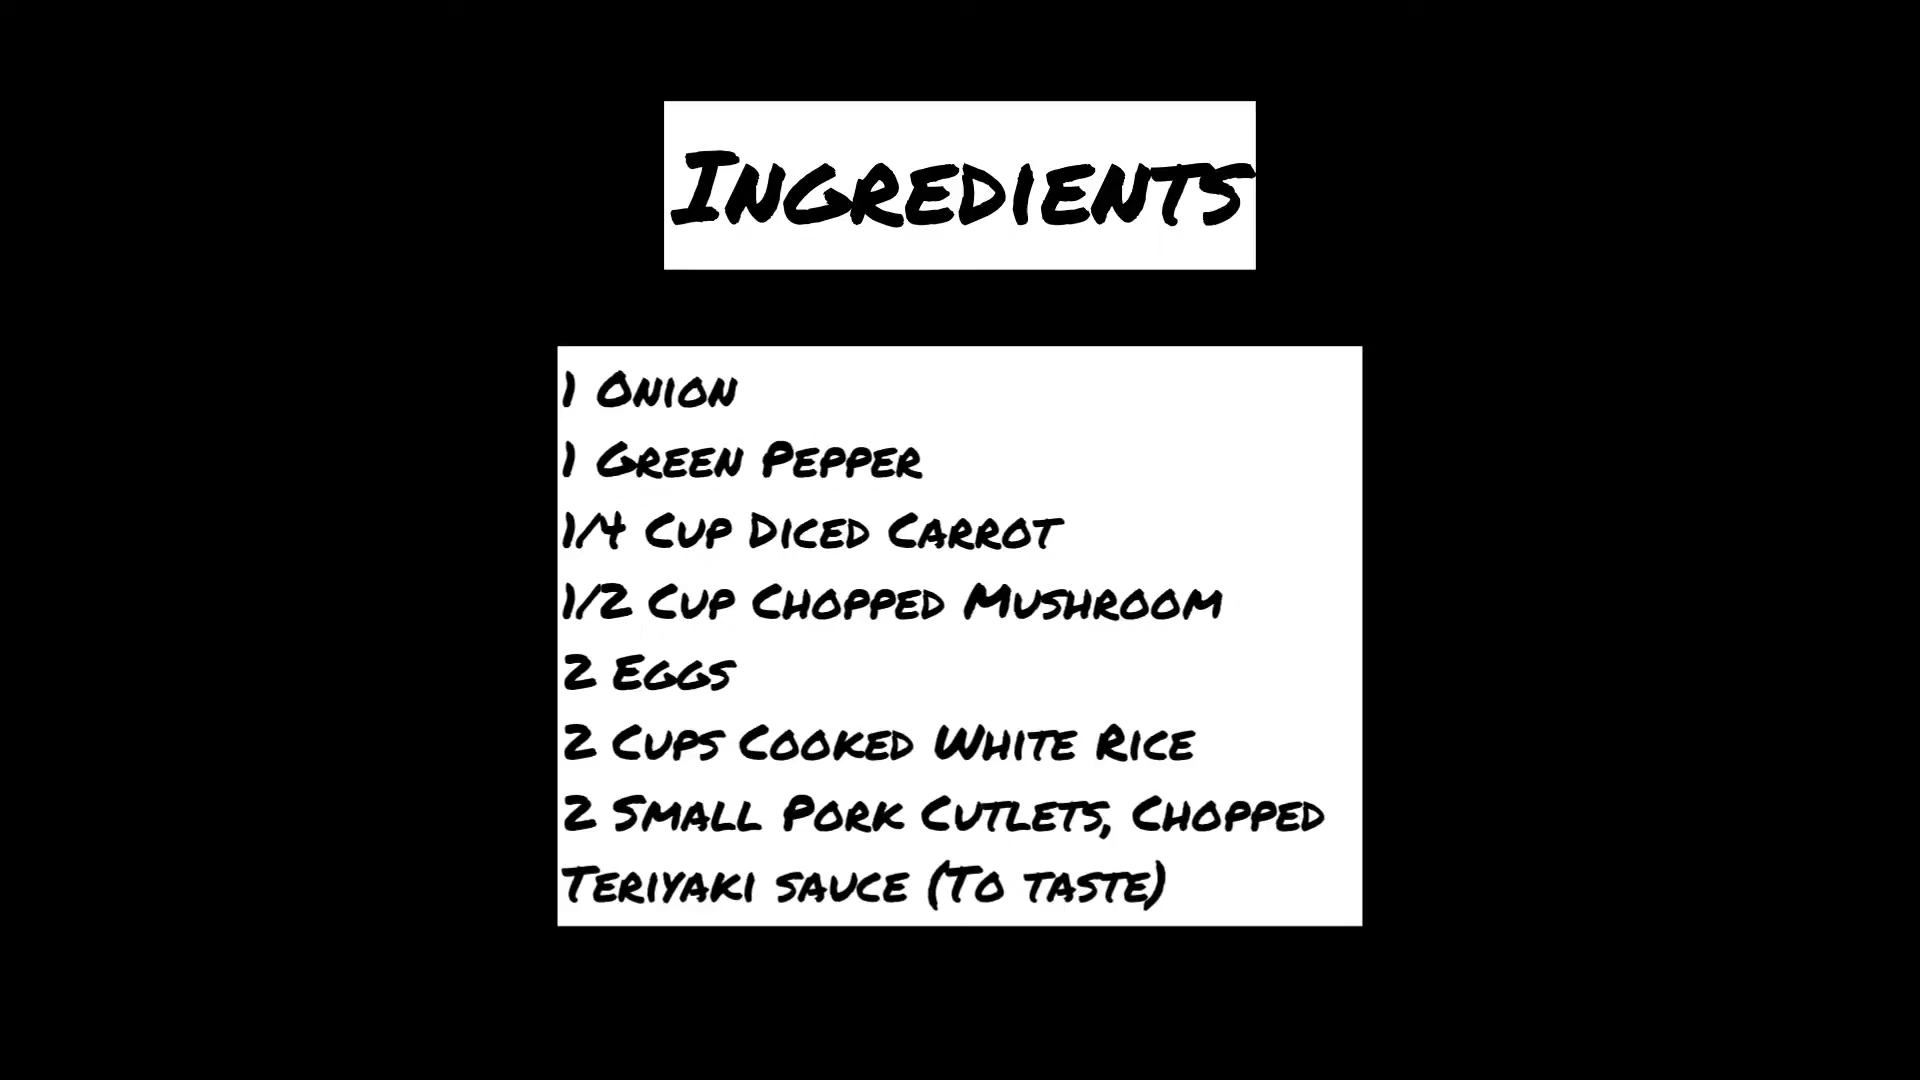 Ingredients
1 Onion
1 Green Pepper
1/4 Cup Diced Carrot
1/2 Cup Chopped Mushroom
2 Eggs
2 Cups Cooked White Rice
2 Small Pork Cutlets, Chopped
Teriyaki sauce (To taste)